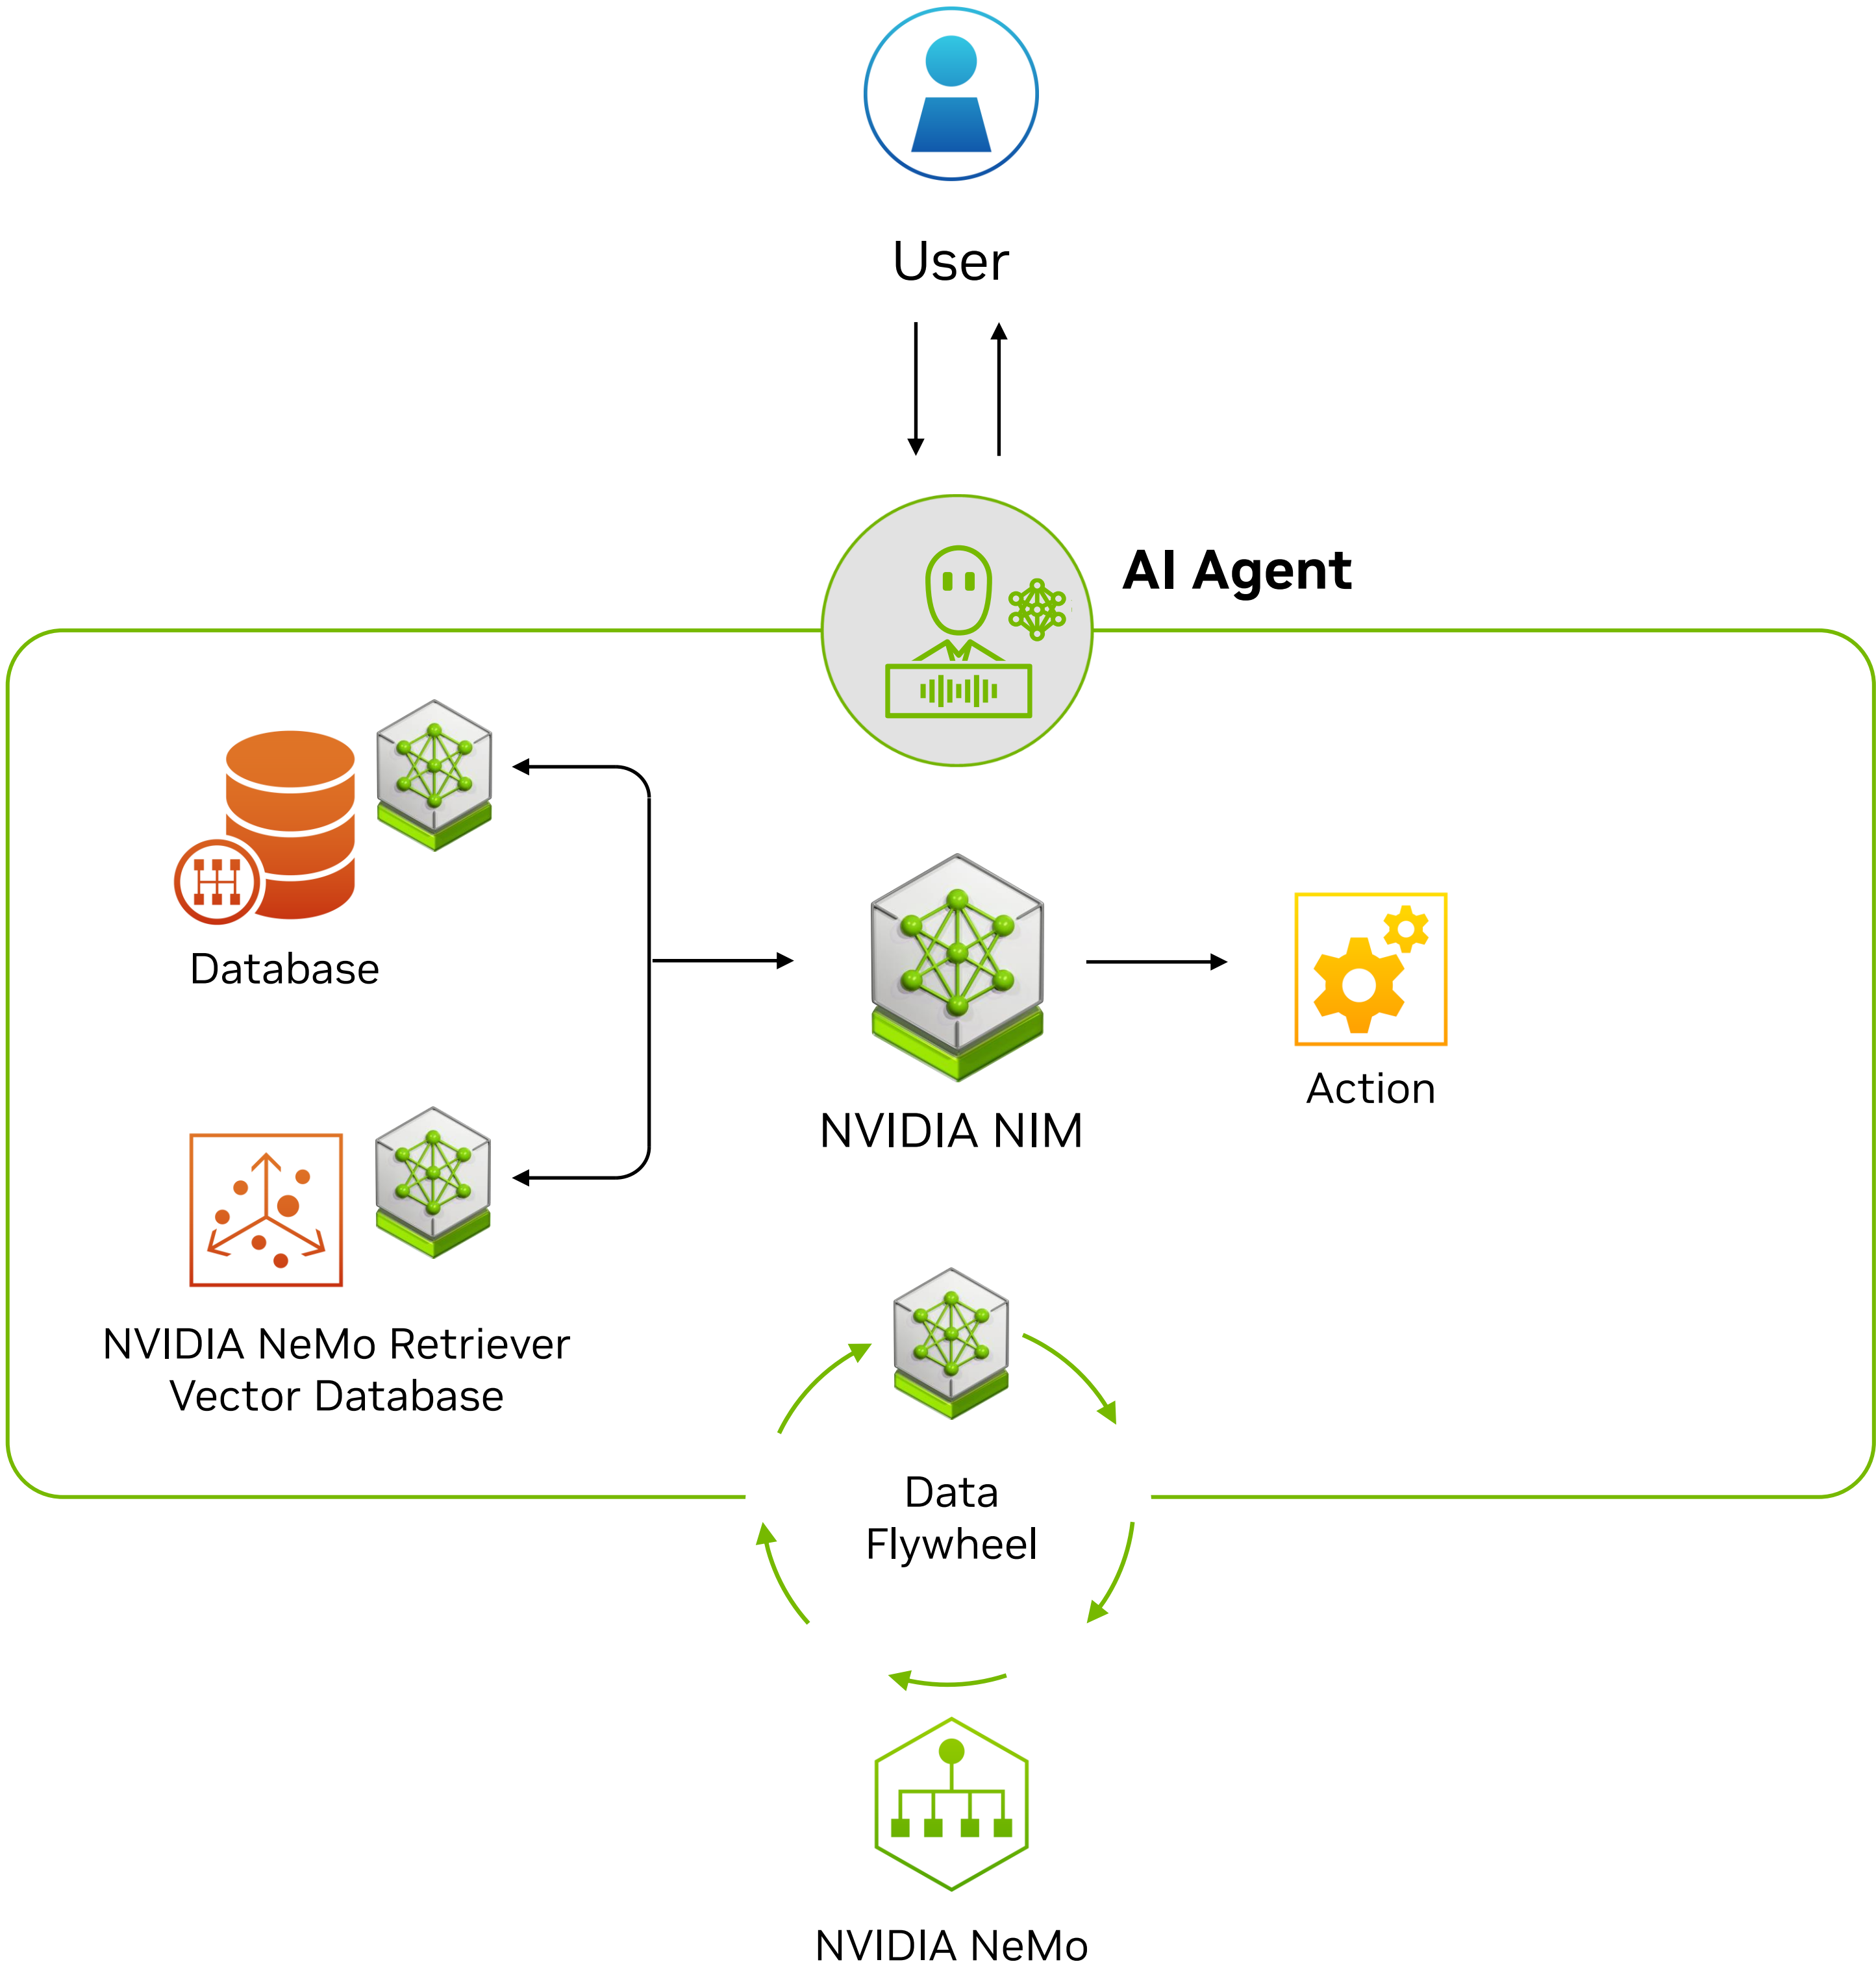 User
AI Agent
Database
NVIDIA NIM
Action
NVIDIA NeMo Retriever
Vector Database
Data
Flywheel
NVIDIA NeMo